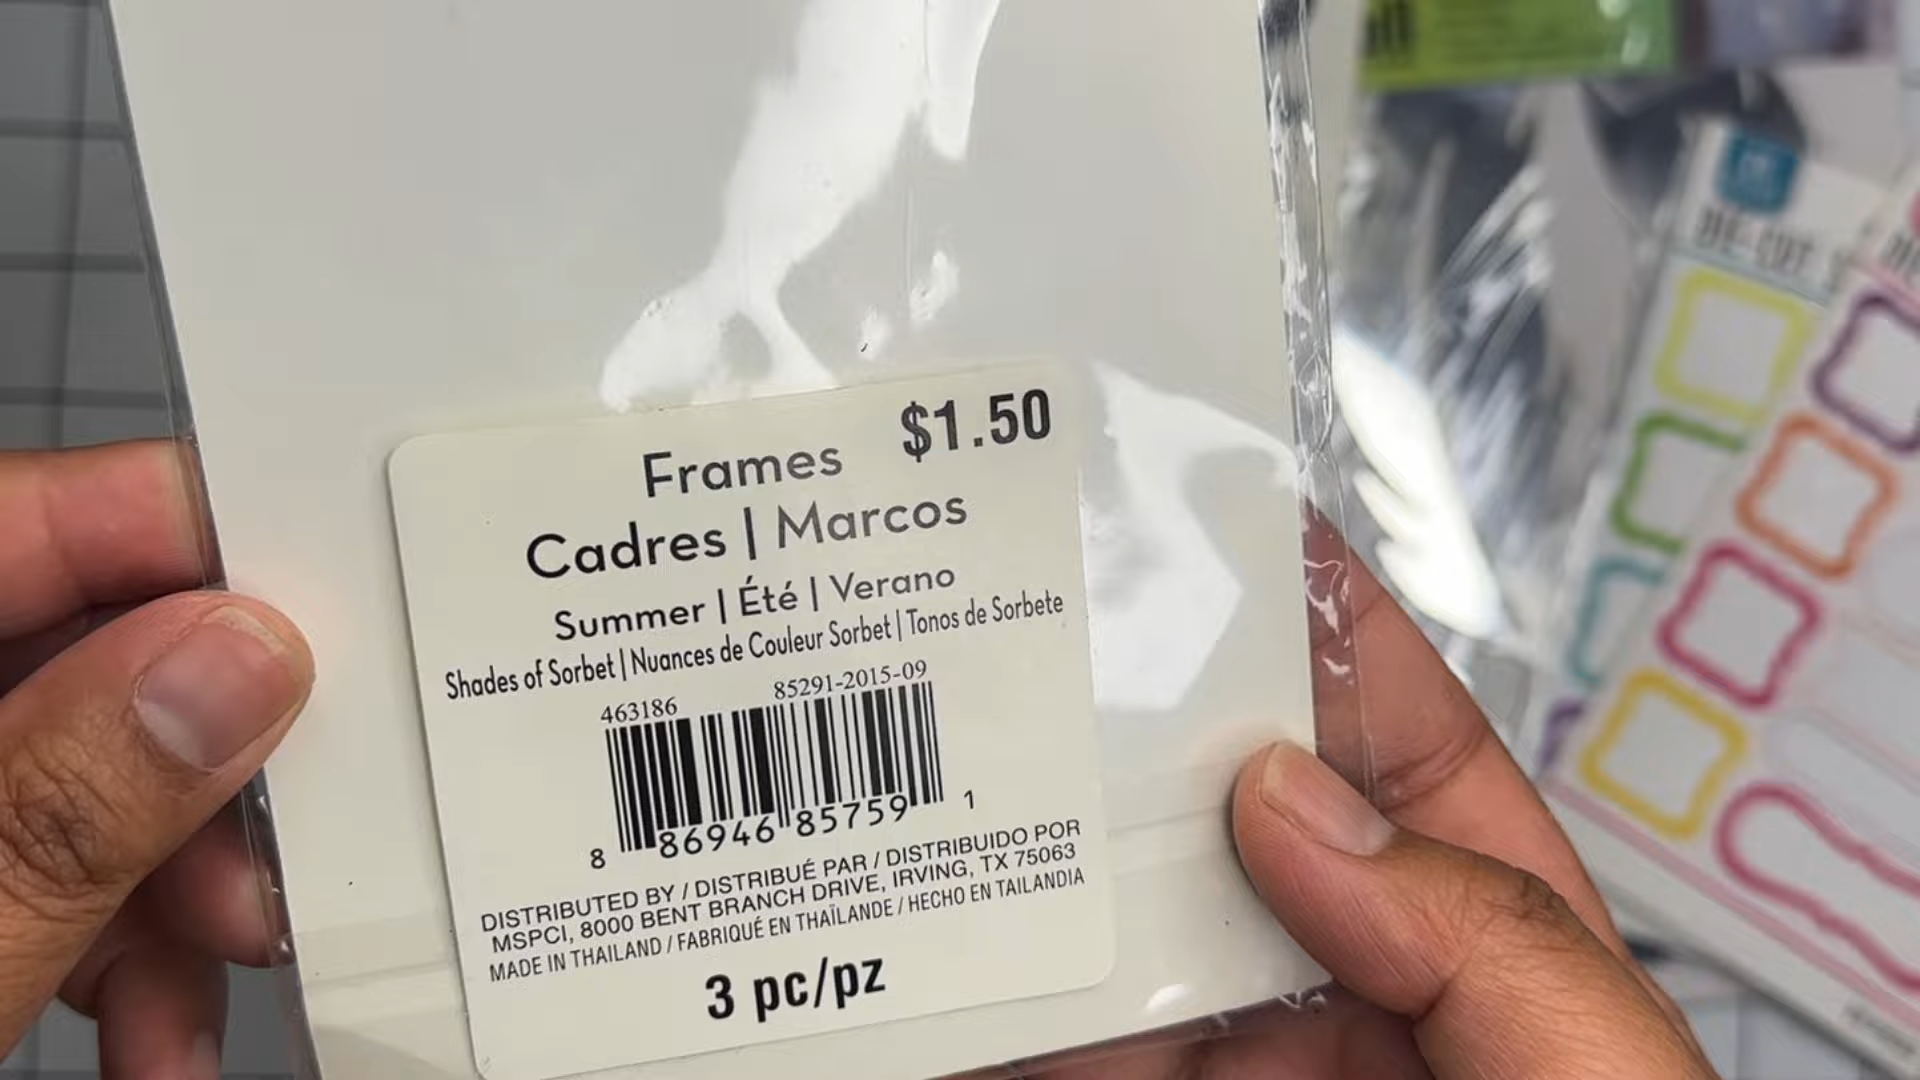 $1.50
Frames
Cadres | Marcos
Summer | Été | Verano
Shades of Sorbet | Nuances de Couleur Sorbet | Tonos de Sorbete
463186 85291-2015-09
8 86946 85759 1
DISTRIBUTED BY / DISTRIBUÉ PAR / DISTRIBUIDO POR
MSPCI, 8000 BENT BRANCH DRIVE, IRVING, TX 75063
MADE IN THAILAND / FABRIQUÉ EN THAÏLANDE / HECHO EN TAILANDIA
3 pc/pz
DIE-CUT